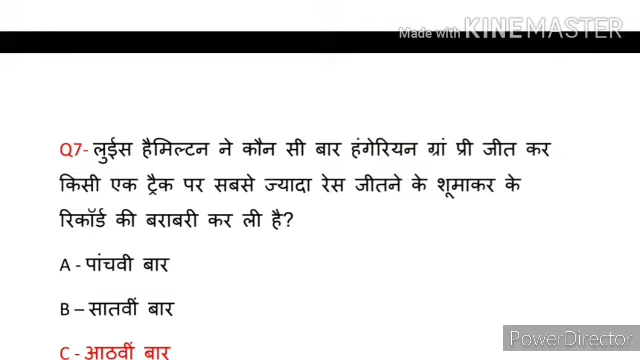 Made with KINEMASTER
Q7- लुईस हैमिल्टन ने कौन सी बार हंगेरियन ग्रां प्री जीत कर
किसी एक ट्रैक पर सबसे ज्यादा रेस जीतने के शूमाकर के
रिकॉर्ड की बराबरी कर ली है?
A - पांचवी बार
B – सातवीं बार
C - आठवीं बार
PowerDirector